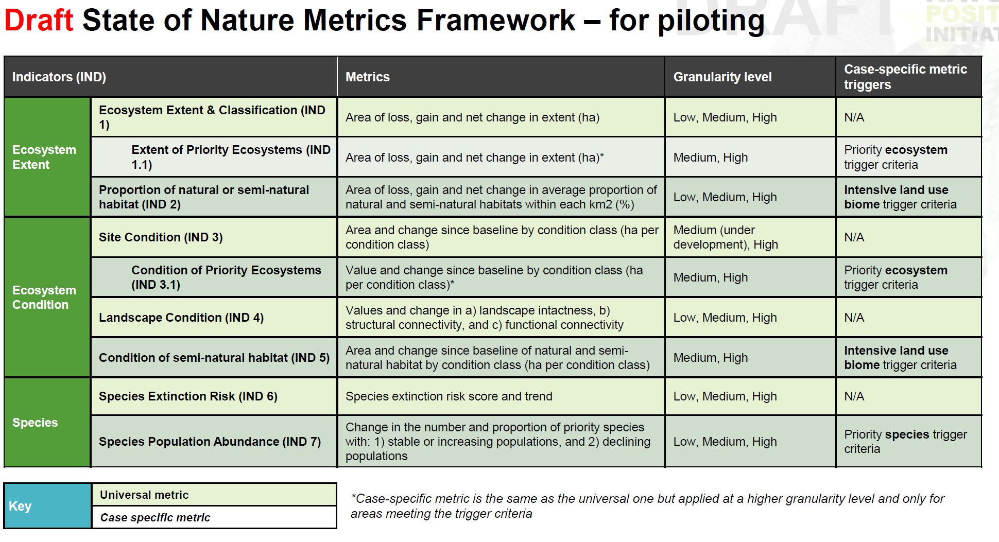 Draft State of Nature Metrics Framework – for piloting
DRAFT
POSIT
INITIAT
Indicators (IND)
Metrics
Granularity level
Case-specific metric
triggers
Ecosystem
Extent
Ecosystem Extent & Classification (IND
1)
Area of loss, gain and net change in extent (ha)
Low, Medium, High
N/A
Extent of Priority Ecosystems (IND
1.1)
Area of loss, gain and net change in extent (ha)*
Medium, High
Priority ecosystem
trigger criteria
Proportion of natural or semi-natural
habitat (IND 2)
Area of loss, gain and net change in average proportion of
natural and semi-natural habitats within each km2 (%)
Low, Medium, High
Intensive land use
biome trigger criteria
Ecosystem
Condition
Site Condition (IND 3)
Area and change since baseline by condition class (ha per
condition class)
Medium (under
development), High
N/A
Condition of Priority Ecosystems
(IND 3.1)
Value and change since baseline by condition class (ha
per condition class)*
Medium, High
Priority ecosystem
trigger criteria
Landscape Condition (IND 4)
Values and change in a) landscape intactness, b)
structural connectivity, and c) functional connectivity
Low, Medium, High
N/A
Condition of semi-natural habitat (IND 5)
Area and change since baseline of natural and semi-
natural habitat by condition class (ha per condition class)
Medium, High
Intensive land use
biome trigger criteria
Species
Species Extinction Risk (IND 6)
Species extinction risk score and trend
Low, Medium, High
N/A
Species Population Abundance (IND 7)
Change in the number and proportion of priority species
with: 1) stable or increasing populations, and 2) declining
populations
Low, Medium, High
Priority species trigger
criteria
Key
Universal metric
Case specific metric
*Case-specific metric is the same as the universal one but applied at a higher granularity level and only for
areas meeting the trigger criteria